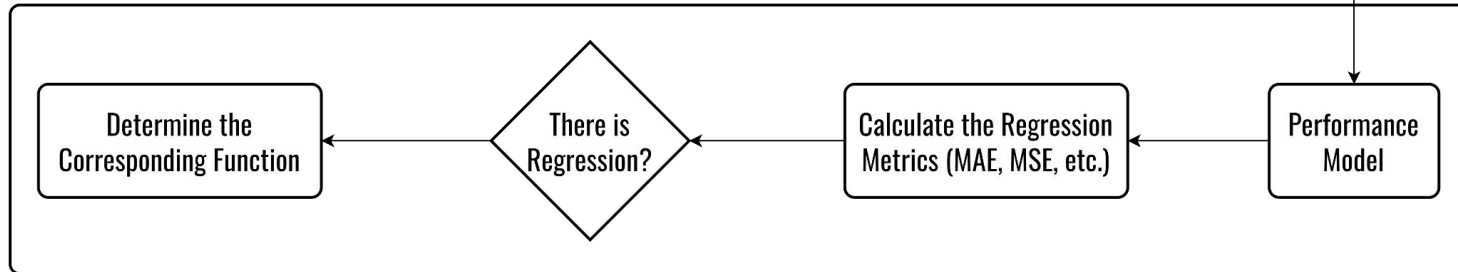 Determine the
Corresponding Function
There is
Regression?
Calculate the Regression
Metrics (MAE, MSE, etc.)
Performance
Model